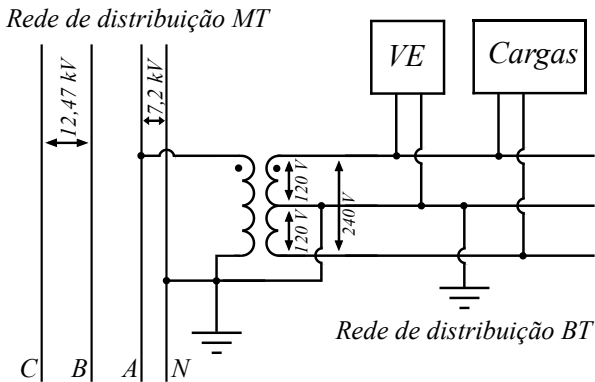 Rede de distribuição MT
12,47 kV
7,2 kV
VE
Cargas
120 V
120 V
240 V
Rede de distribuição BT
C
B
A
N